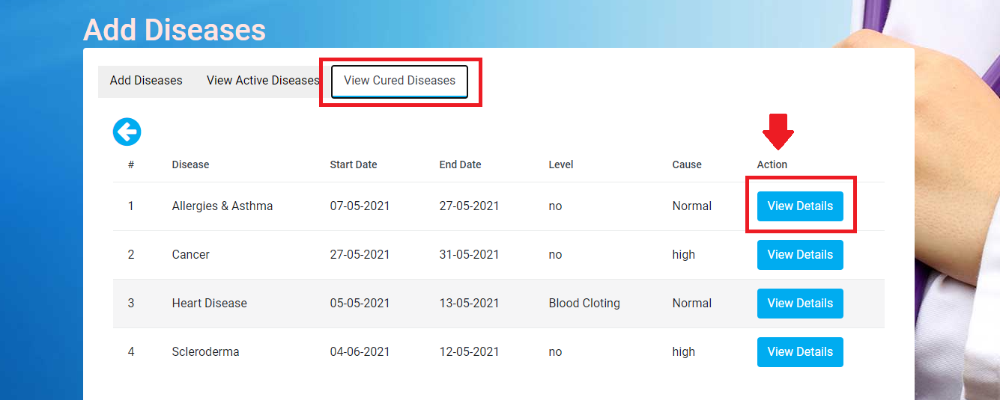 Add Diseases
Add Diseases View Active Diseases View Cured Diseases
# Disease Start Date End Date Level Cause Action
1 Allergies & Asthma 07-05-2021 27-05-2021 no Normal View Details
2 Cancer 27-05-2021 31-05-2021 no high View Details
3 Heart Disease 05-05-2021 13-05-2021 Blood Cloting Normal View Details
4 Scleroderma 04-06-2021 12-05-2021 no high View Details